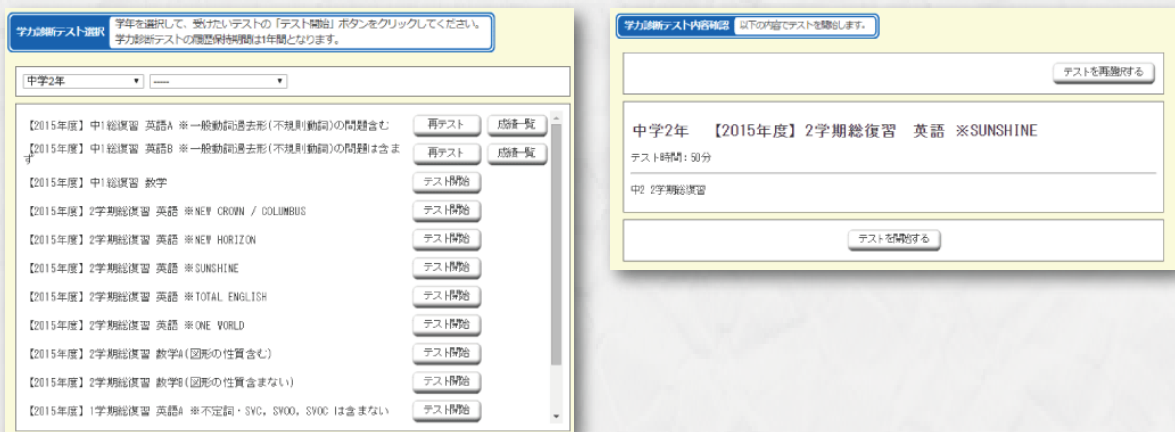 学力診断テスト選択
学年を選択して、受けたいテストの「テスト開始」ボタンをクリックしてください。
学力診断テストの履歴保持期間は1年間となります。
中学2年 -----
【2015年度】中1総復習 英語A ※一般動詞過去形(不規則動詞)の問題含む 再テスト 成績一覧
【2015年度】中1総復習 英語B ※一般動詞過去形(不規則動詞)の問題は含ま
す 再テスト 成績一覧
【2015年度】中1総復習 数学 テスト開始
【2015年度】2学期総復習 英語 ※NEW CROWN / COLUMBUS テスト開始
【2015年度】2学期総復習 英語 ※NEW HORIZON テスト開始
【2015年度】2学期総復習 英語 ※SUNSHINE テスト開始
【2015年度】2学期総復習 英語 ※TOTAL ENGLISH テスト開始
【2015年度】2学期総復習 英語 ※ONE WORLD テスト開始
【2015年度】2学期総復習 数学A(図形の性質含む) テスト開始
【2015年度】2学期総復習 数学B(図形の性質含まない) テスト開始
【2015年度】1学期総復習 英語A ※不定詞・SVC, SVOO, SVOC は含まない テスト開始
学力診断テスト内容確認 以下の内容でテストを開始します。
テストを再選択する
中学2年 【2015年度】2学期総復習 英語 ※SUNSHINE
テスト時間：50分
中2 2学期総復習
テストを開始する